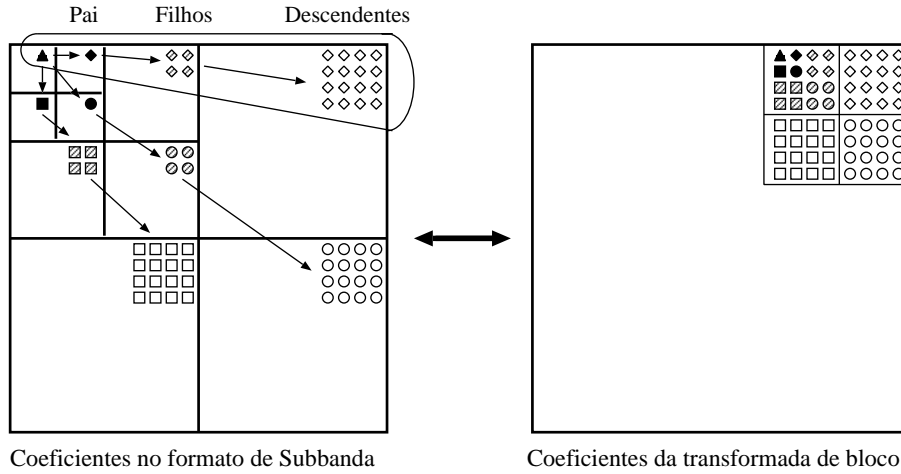 Pai Filhos Descendentes
Coeficientes no formato de Subbanda Coeficientes da transformada de bloco